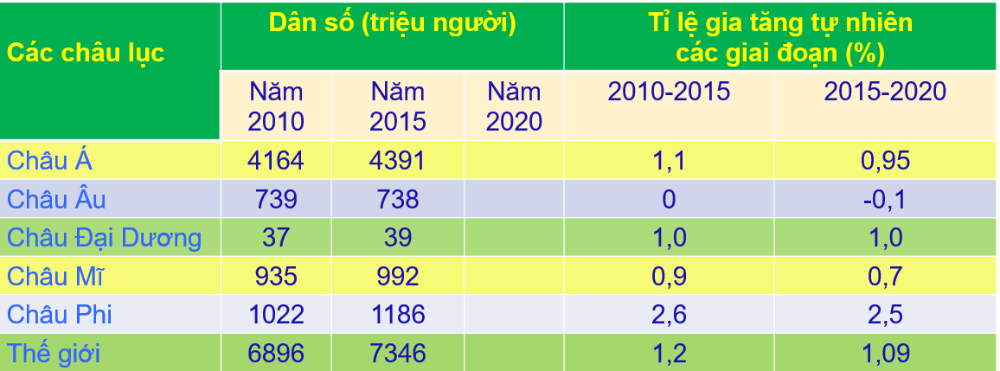 Các châu lục
Dân số (triệu người)
Tỉ lệ gia tăng tự nhiên
các giai đoạn (%)
Năm
2010
Năm
2015
Năm
2020
2010-2015
2015-2020
Châu Á 4164 4391 1,1 0,95
Châu Âu 739 738 0 -0,1
Châu Đại Dương 37 39 1,0 1,0
Châu Mĩ 935 992 0,9 0,7
Châu Phi 1022 1186 2,6 2,5
Thế giới 6896 7346 1,2 1,09